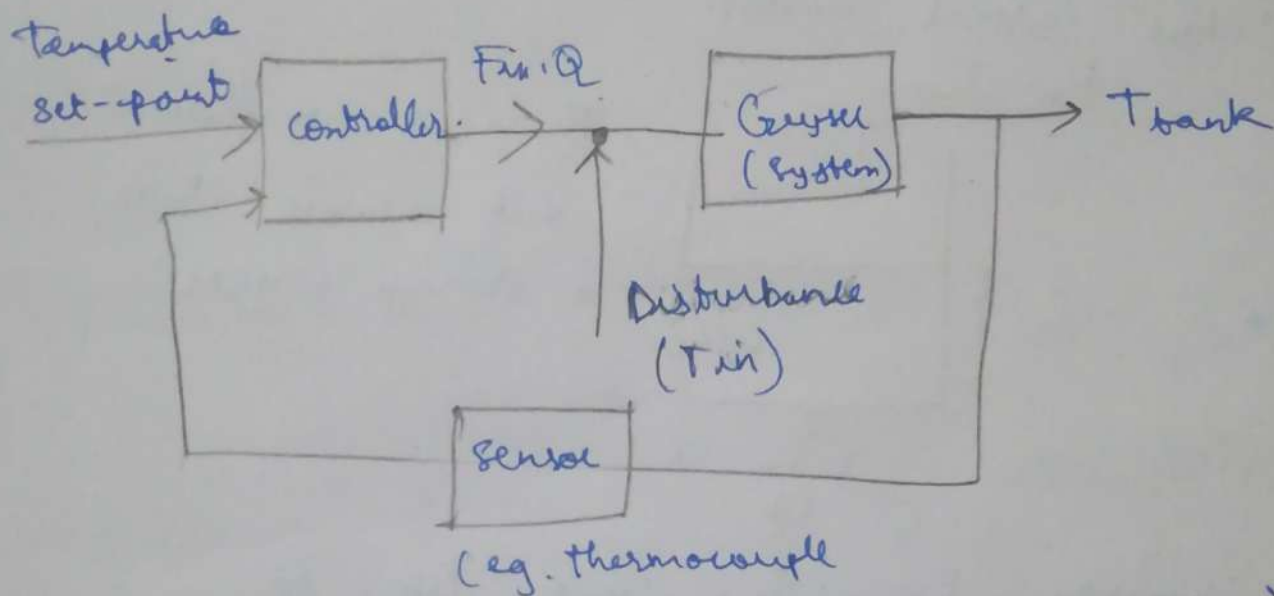 Temperature
set-point
controller.
Fin.Q
Geyser
(System)
Ttank
Disturbance
(Tin)
Sensor
(eg. thermocouple